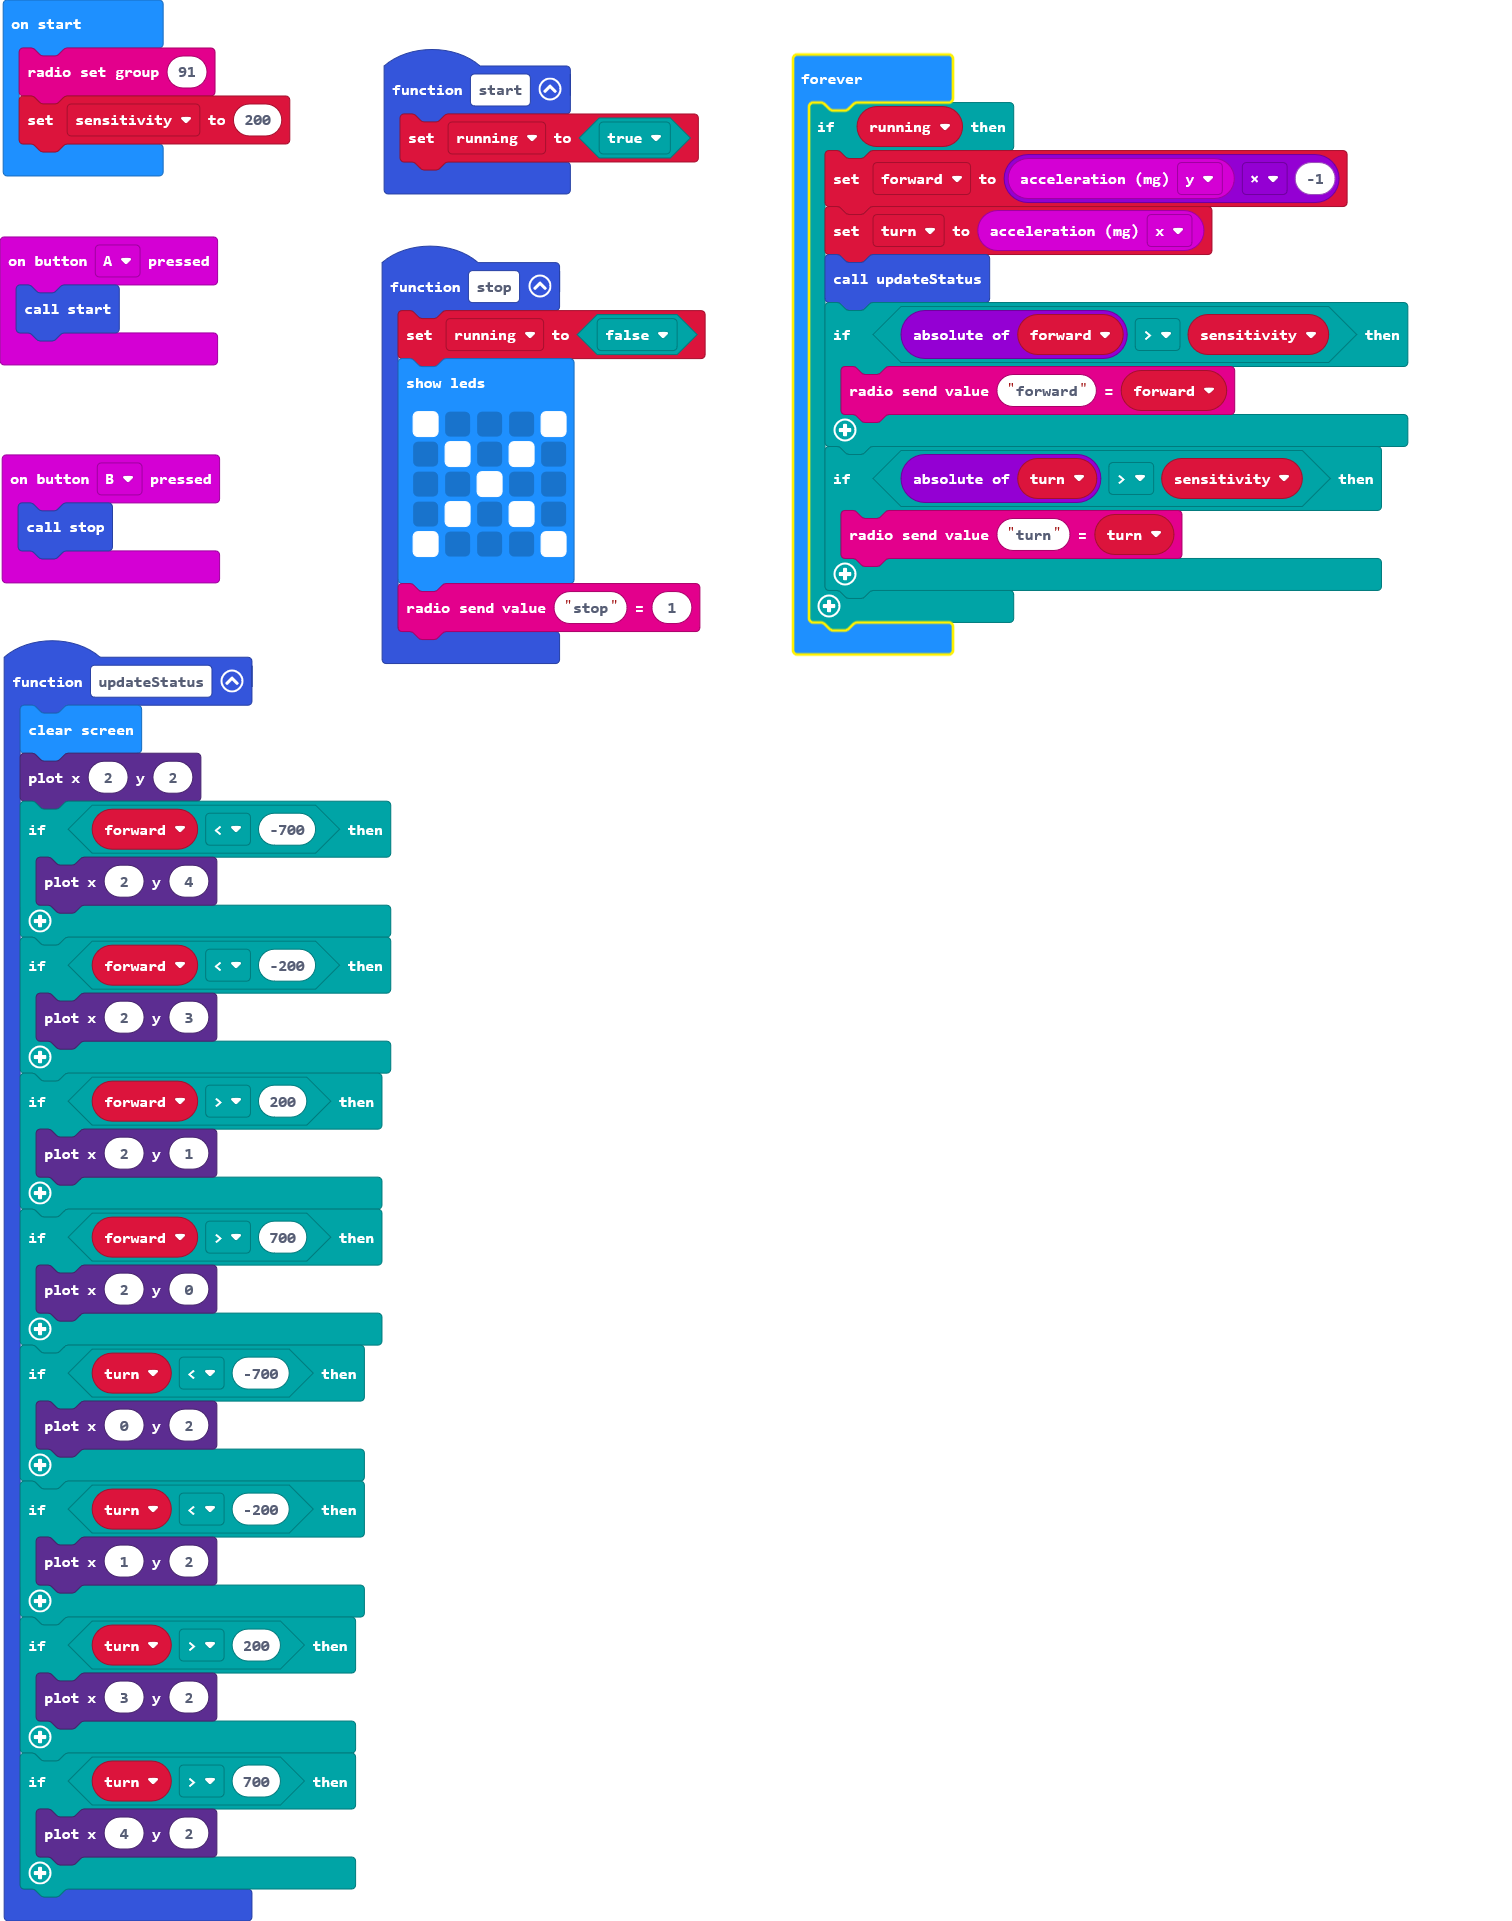 on start
radio set group 91
set sensitivity to 200
on button A pressed
call start
on button B pressed
call stop
function updateStatus
clear screen
plot x 2 y 2
if forward < -700 then
plot x 2 y 4
if forward < -200 then
plot x 2 y 3
if forward > 200 then
plot x 2 y 1
if forward > 700 then
plot x 2 y 0
if turn < -700 then
plot x 0 y 2
if turn < -200 then
plot x 1 y 2
if turn > 200 then
plot x 3 y 2
if turn > 700 then
plot x 4 y 2
function start
set running to true
function stop
set running to false
show leds
radio send value "stop" = 1
forever
if running then
set forward to acceleration (mg) y × -1
set turn to acceleration (mg) x
call updateStatus
if absolute of forward > sensitivity then
radio send value "forward" = forward
if absolute of turn > sensitivity then
radio send value "turn" = turn